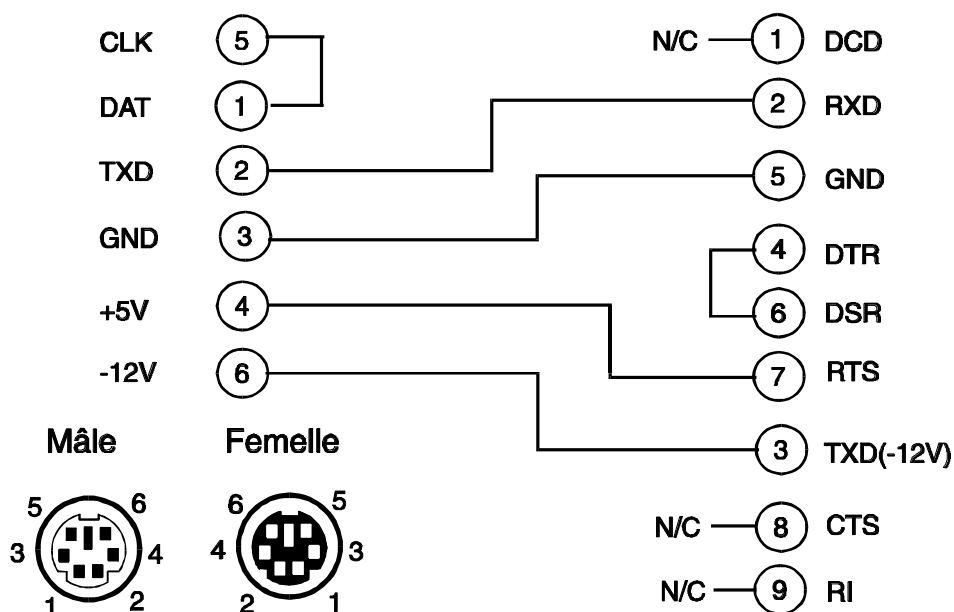 CLK 5
DAT 1
TXD 2
GND 3
+5V 4
-12V 6
N/C 1 DCD
2 RXD
5 GND
4 DTR
6 DSR
7 RTS
3 TXD(-12V)
N/C 8 CTS
N/C 9 RI
Mâle
5 6
3 4
1 2
Femelle
6 5
4 3
2 1